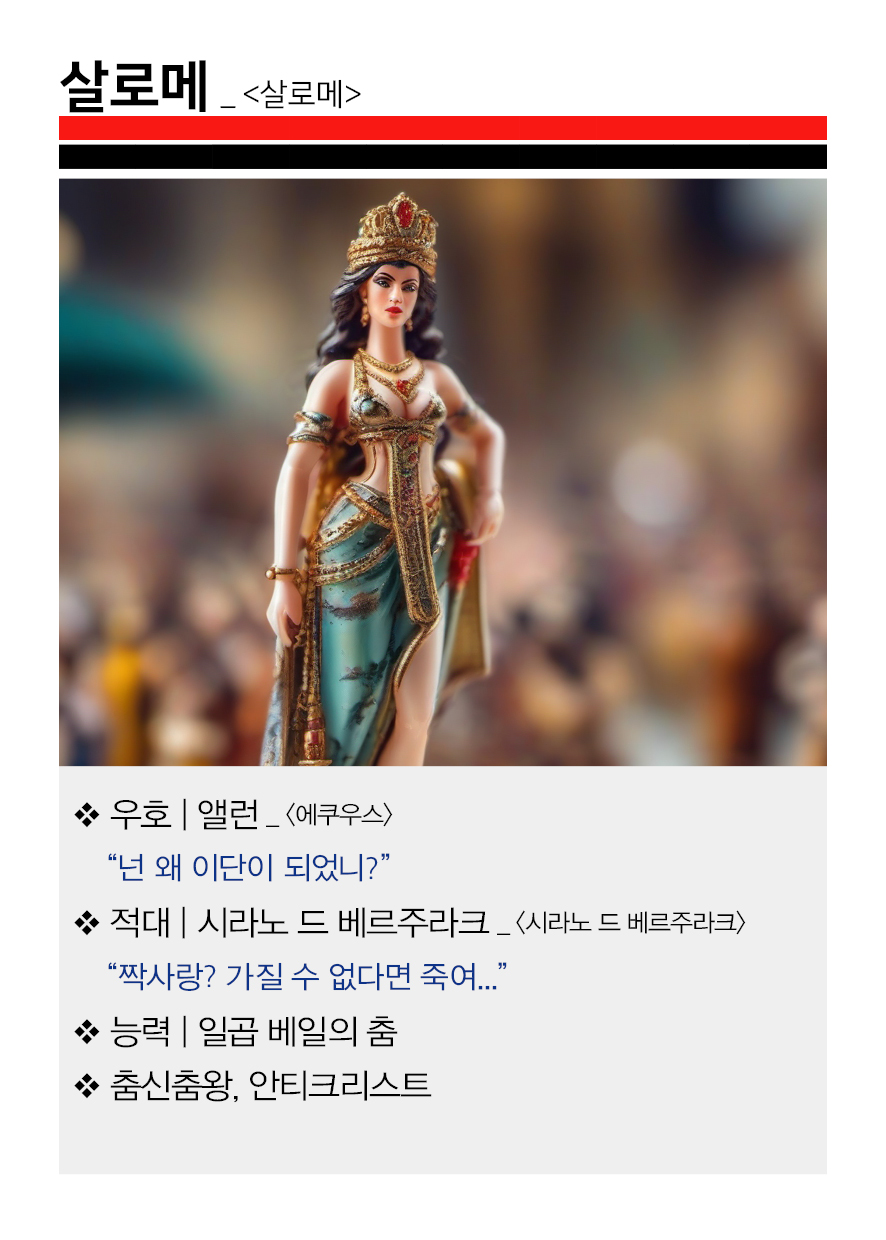 살로메 _ <살로메>
❖ 우호 | 앨런 _ 〈에쿠우스〉
“넌 왜 이단이 되었니?”
❖ 적대 | 시라노 드 베르주라크 _ 〈시라노 드 베르주라크〉
“짝사랑? 가질 수 없다면 죽여...”
❖ 능력 | 일곱 베일의 춤
❖ 춤신춤왕, 안티크리스트